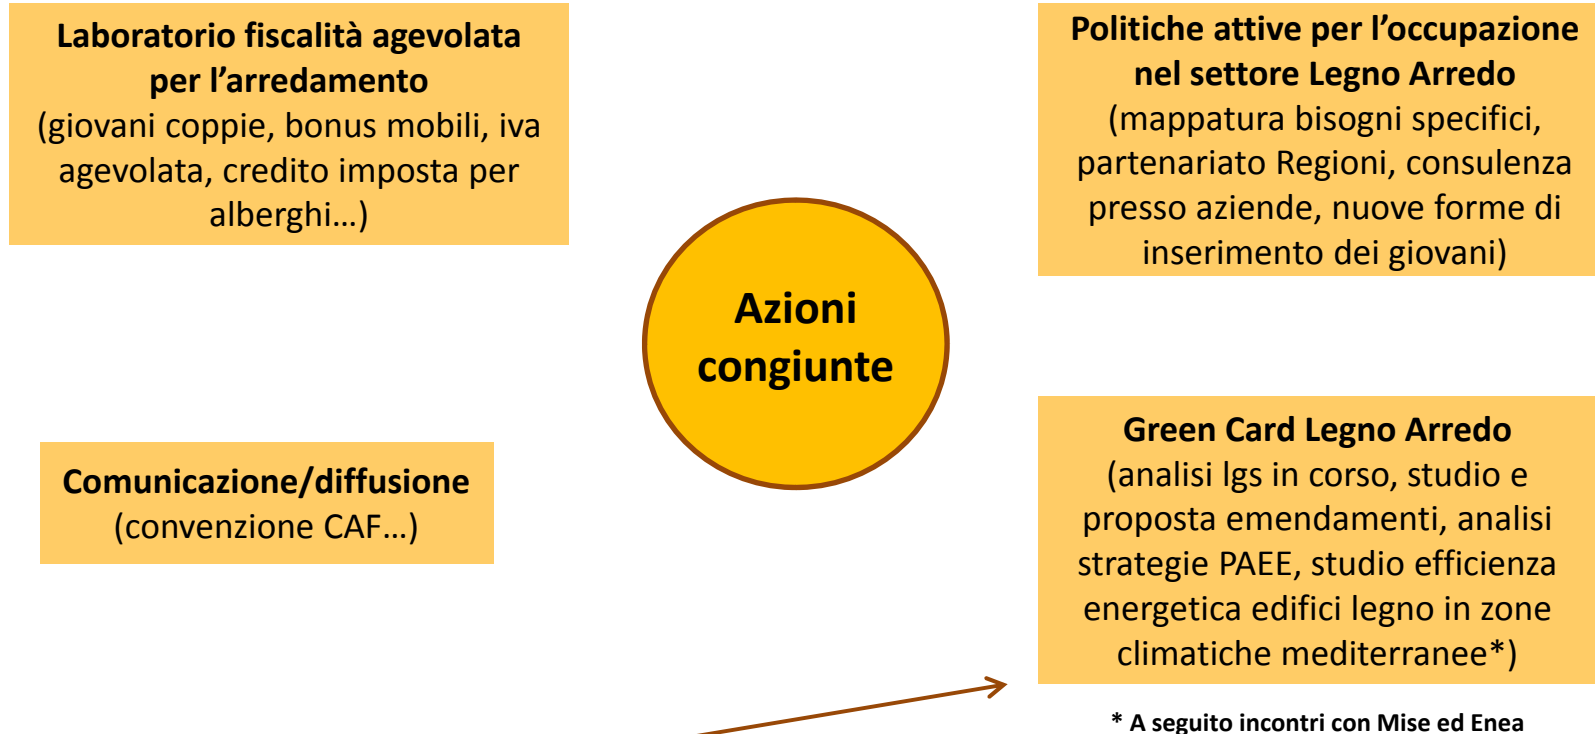 Laboratorio fiscalità agevolata
per l’arredamento
(giovani coppie, bonus mobili, iva
agevolata, credito imposta per
alberghi…)
Politiche attive per l’occupazione
nel settore Legno Arredo
(mappatura bisogni specifici,
partenariato Regioni, consulenza
presso aziende, nuove forme di
inserimento dei giovani)
Azioni
congiunte
Comunicazione/diffusione
(convenzione CAF…)
Green Card Legno Arredo
(analisi lgs in corso, studio e
proposta emendamenti, analisi
strategie PAEE, studio efficienza
energetica edifici legno in zone
climatiche mediterranee*)
* A seguito incontri con Mise ed Enea